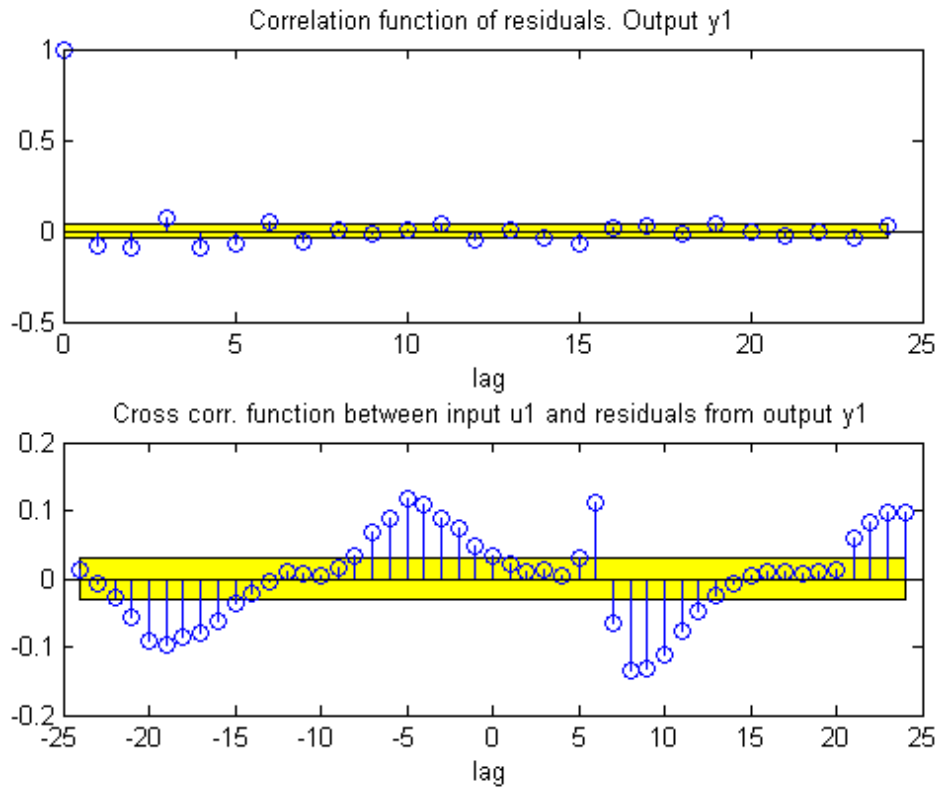 Correlation function of residuals. Output y1
1
0.5
0
-0.5
0 5 10 15 20 25
lag
Cross corr. function between input u1 and residuals from output y1
0.2
0.1
0
-0.1
-0.2
-25 -20 -15 -10 -5 0 5 10 15 20 25
lag